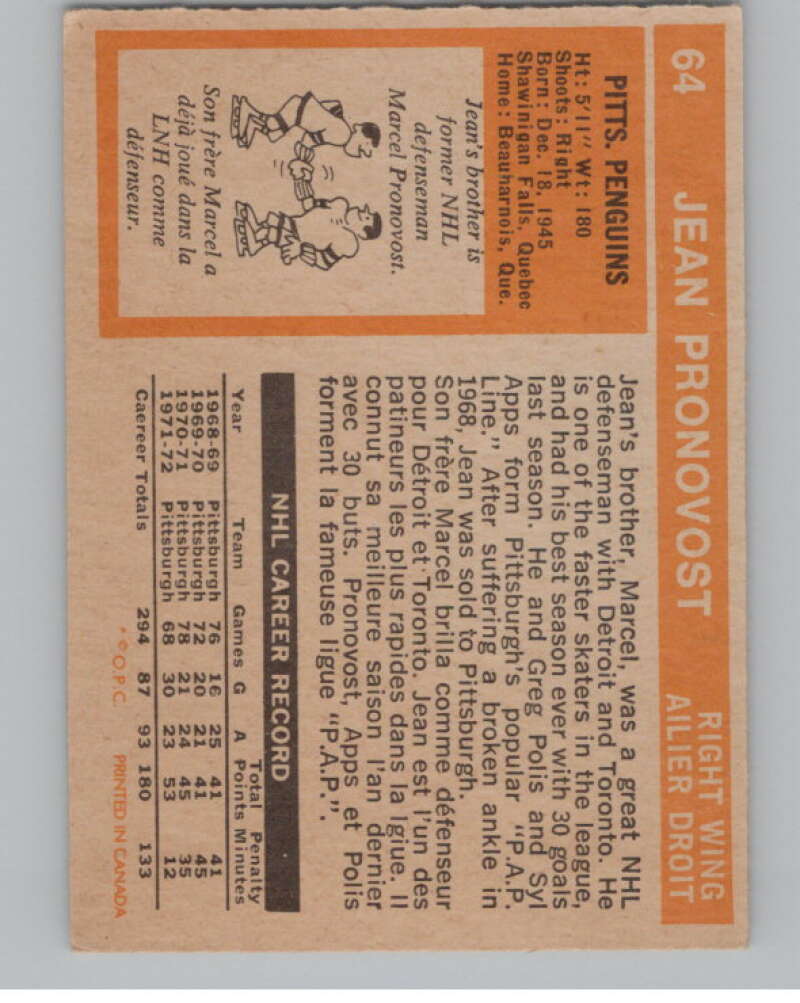 64 JEAN PRONOVOST RIGHT WING
AILIER DROIT
PITTS. PENGUINS
Ht: 5'11" Wt: 180
Shoots: Right
Born: Dec. 18, 1945
Shawinigan Falls, Quebec
Home: Beauharnois, Que.
Jean's brother is
former NHL
defenseman
Marcel Pronovost.
Son frère Marcel a
déjà joué dans la
LNH comme
défenseur.
Jean's brother, Marcel, was a great NHL
defenseman with Detroit and Toronto. He
is one of the faster skaters in the league,
and had his best season ever with 30 goals
last season. He and Greg Polis and Syl
Apps form Pittsburgh's popular "P.A.P.
Line." After suffering a broken ankle in
1968, Jean was sold to Pittsburgh.
Son frère Marcel brilla comme défenseur
pour Détroit et Toronto. Jean est l'un des
patineurs les plus rapides dans la lgiue. Il
connut sa meilleure saison l'an dernier
avec 30 buts. Pronovost, Apps et Polis
forment la fameuse ligue "P.A.P.".
NHL CAREER RECORD
Total Penalty
Year Team Games G A Points Minutes
1968-69 Pittsburgh 76 16 25 41 41
1969-70 Pittsburgh 72 20 21 41 45
1970-71 Pittsburgh 78 21 24 45 35
1971-72 Pittsburgh 68 30 23 53 12
Caereer Totals 294 87 93 180 133
* © O.P.C. PRINTED IN CANADA